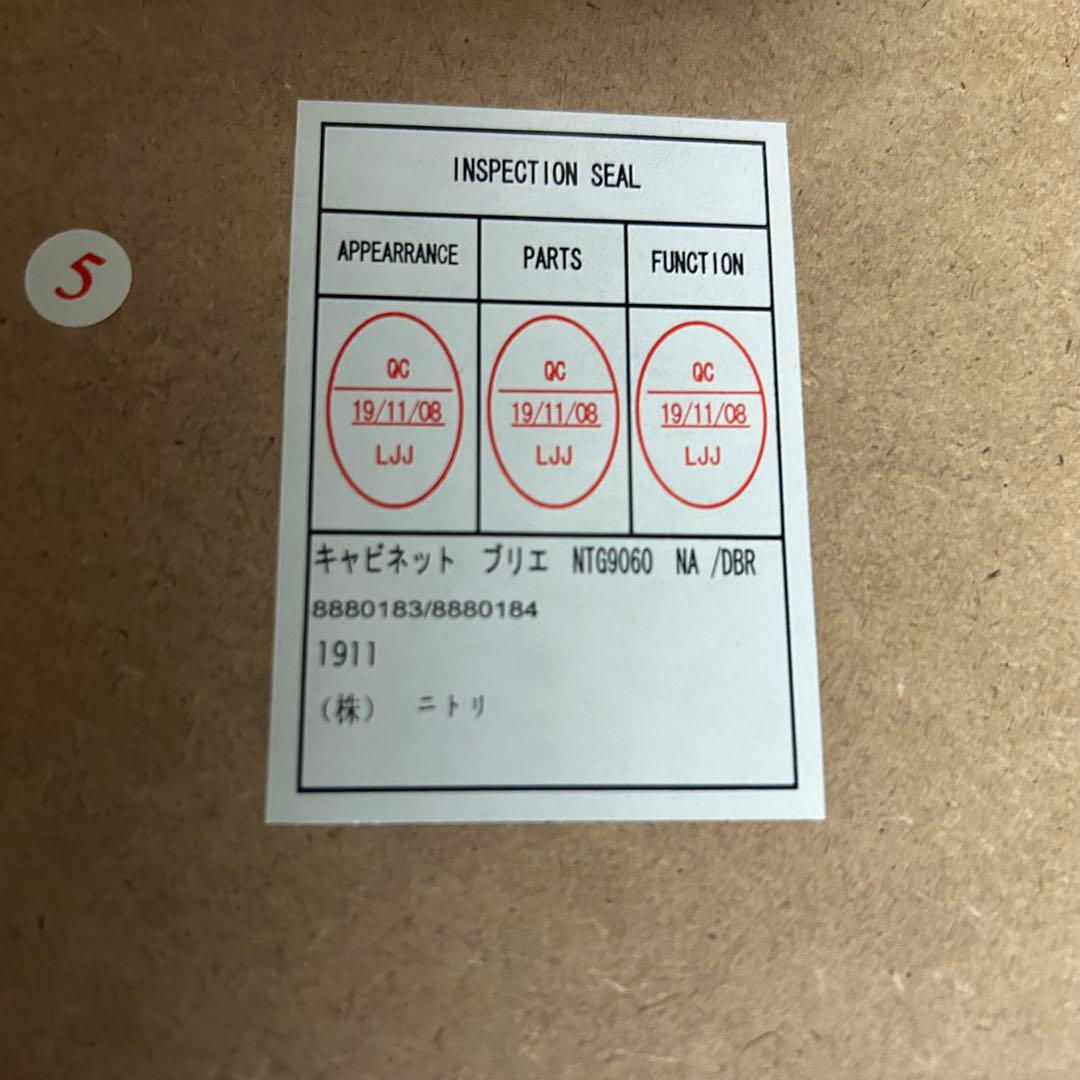 INSPECTION SEAL
APPEARRANCE PARTS FUNCTION
QC QC QC
19/11/08 19/11/08 19/11/08
LJJ LJJ LJJ
5
キャビネット ブリエ NTG9060 NA /DBR
8880183/8880184
1911
(株) ニトリ